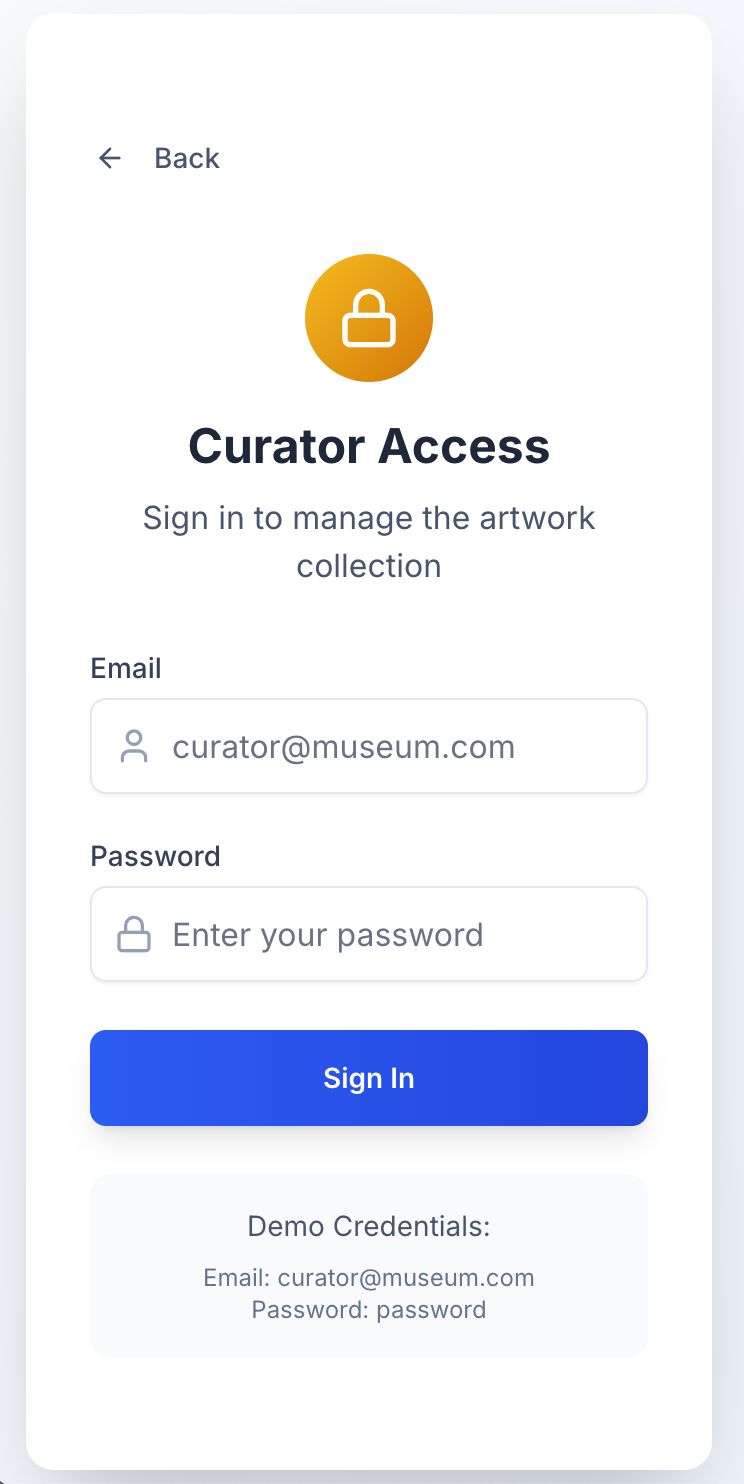 Back
Curator Access
Sign in to manage the artwork
collection
Email
curator@museum.com
Password
Enter your password
Sign In
Demo Credentials:
Email: curator@museum.com
Password: password